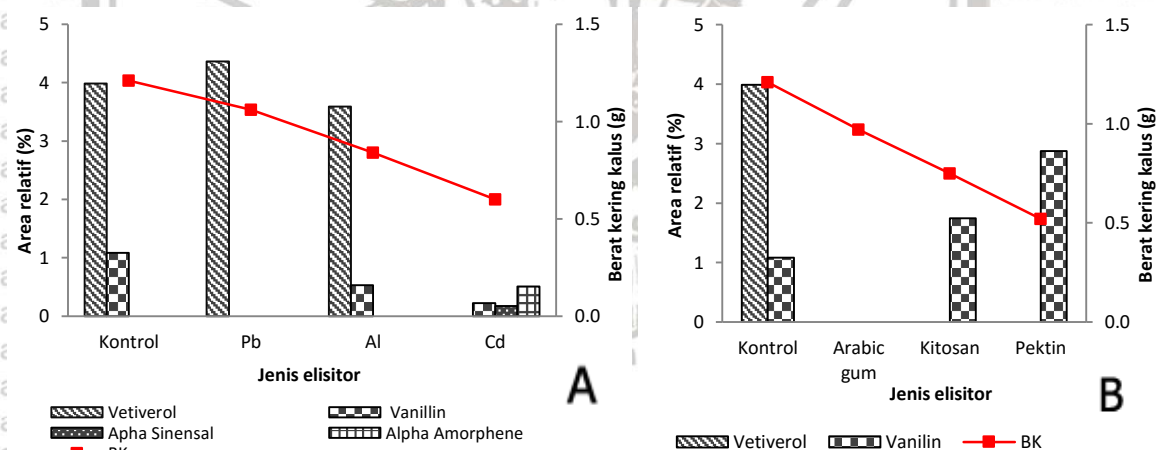 5
4
3
2
1
0
Area relatif (%)
1.5
1.0
0.5
0.0
Berat kering kalus (g)
Kontrol Pb Al Cd
Jenis elisitor
A
Vetiverol Vanillin
Apha Sinensal Alpha Amorphene
BK
5
4
3
2
1
0
Area relatif (%)
1.5
1.0
0.5
0.0
Berat kering kalus (g)
Kontrol Arabic gum Kitosan Pektin
Jenis elisitor
B
Vetiverol Vanilin BK